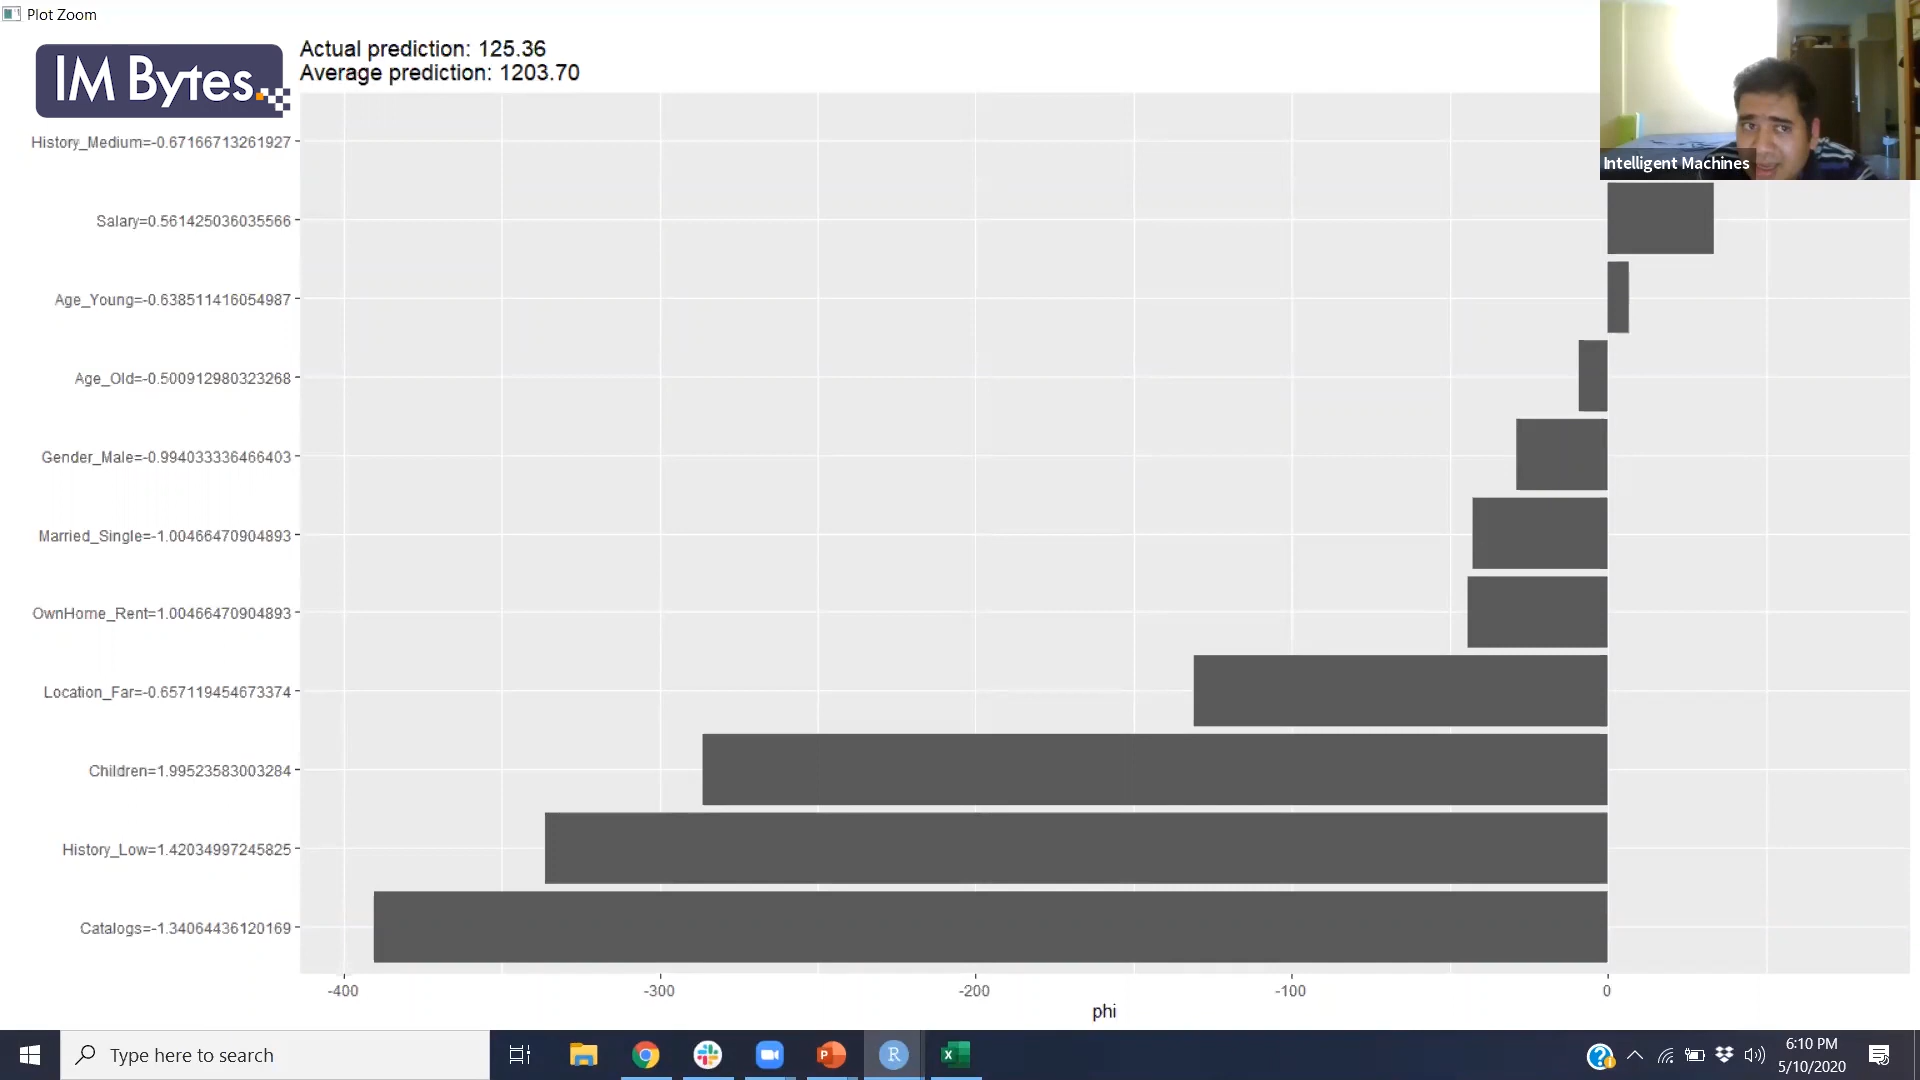 Plot Zoom
IM Bytes
Actual prediction: 125.36
Average prediction: 1203.70
Intelligent Machines
History_Medium=-0.67166713261927
Salary=0.561425036035566
Age_Young=-0.638511416054987
Age_Old=-0.500912980323268
Gender_Male=-0.994033336466403
Married_Single=-1.00466470904893
OwnHome_Rent=1.00466470904893
Location_Far=-0.657119454673374
Children=1.99523583003284
History_Low=1.42034997245825
Catalogs=-1.34064436120169
-400 -300 -200 -100 0
phi
Type here to search
6:10 PM
5/10/2020